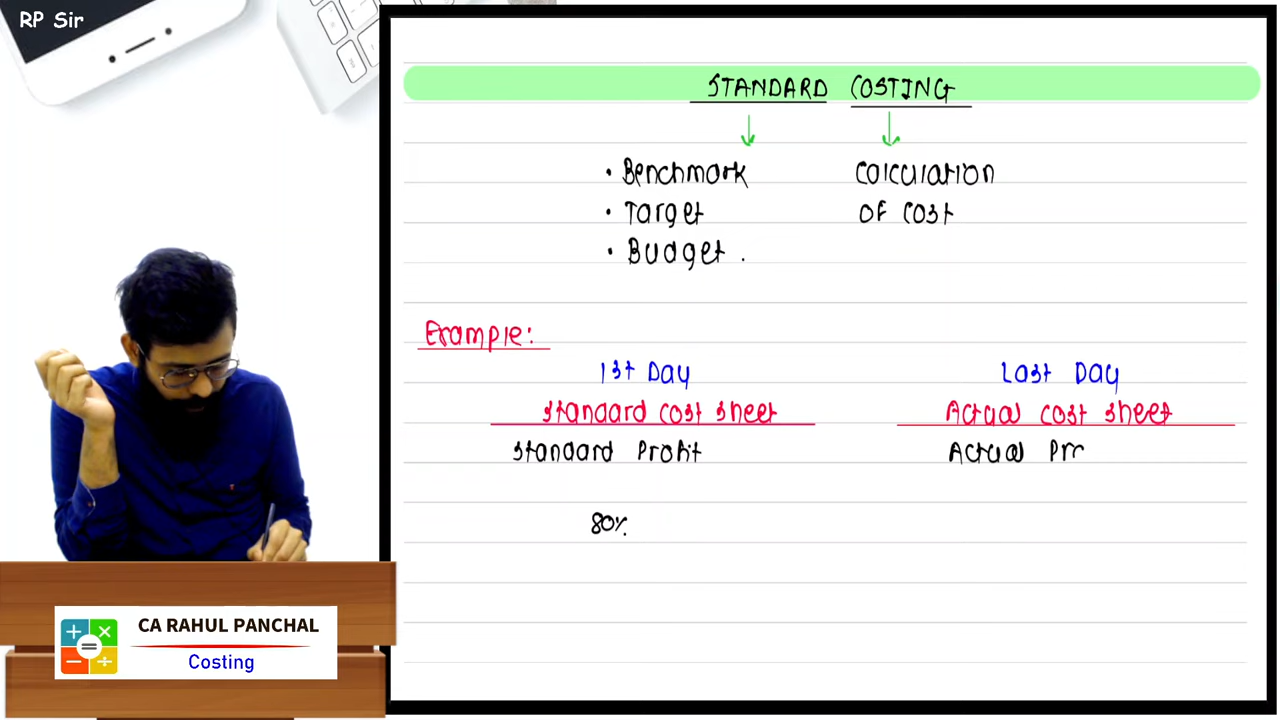 RP Sir
STANDARD COSTING
• Benchmark Calculation
• Target OF Cost
• Budget .
Example:
1st Day Last Day
Standard cost sheet Actual cost sheet
Standard Profit Actual Pr
80%
CA RAHUL PANCHAL
Costing